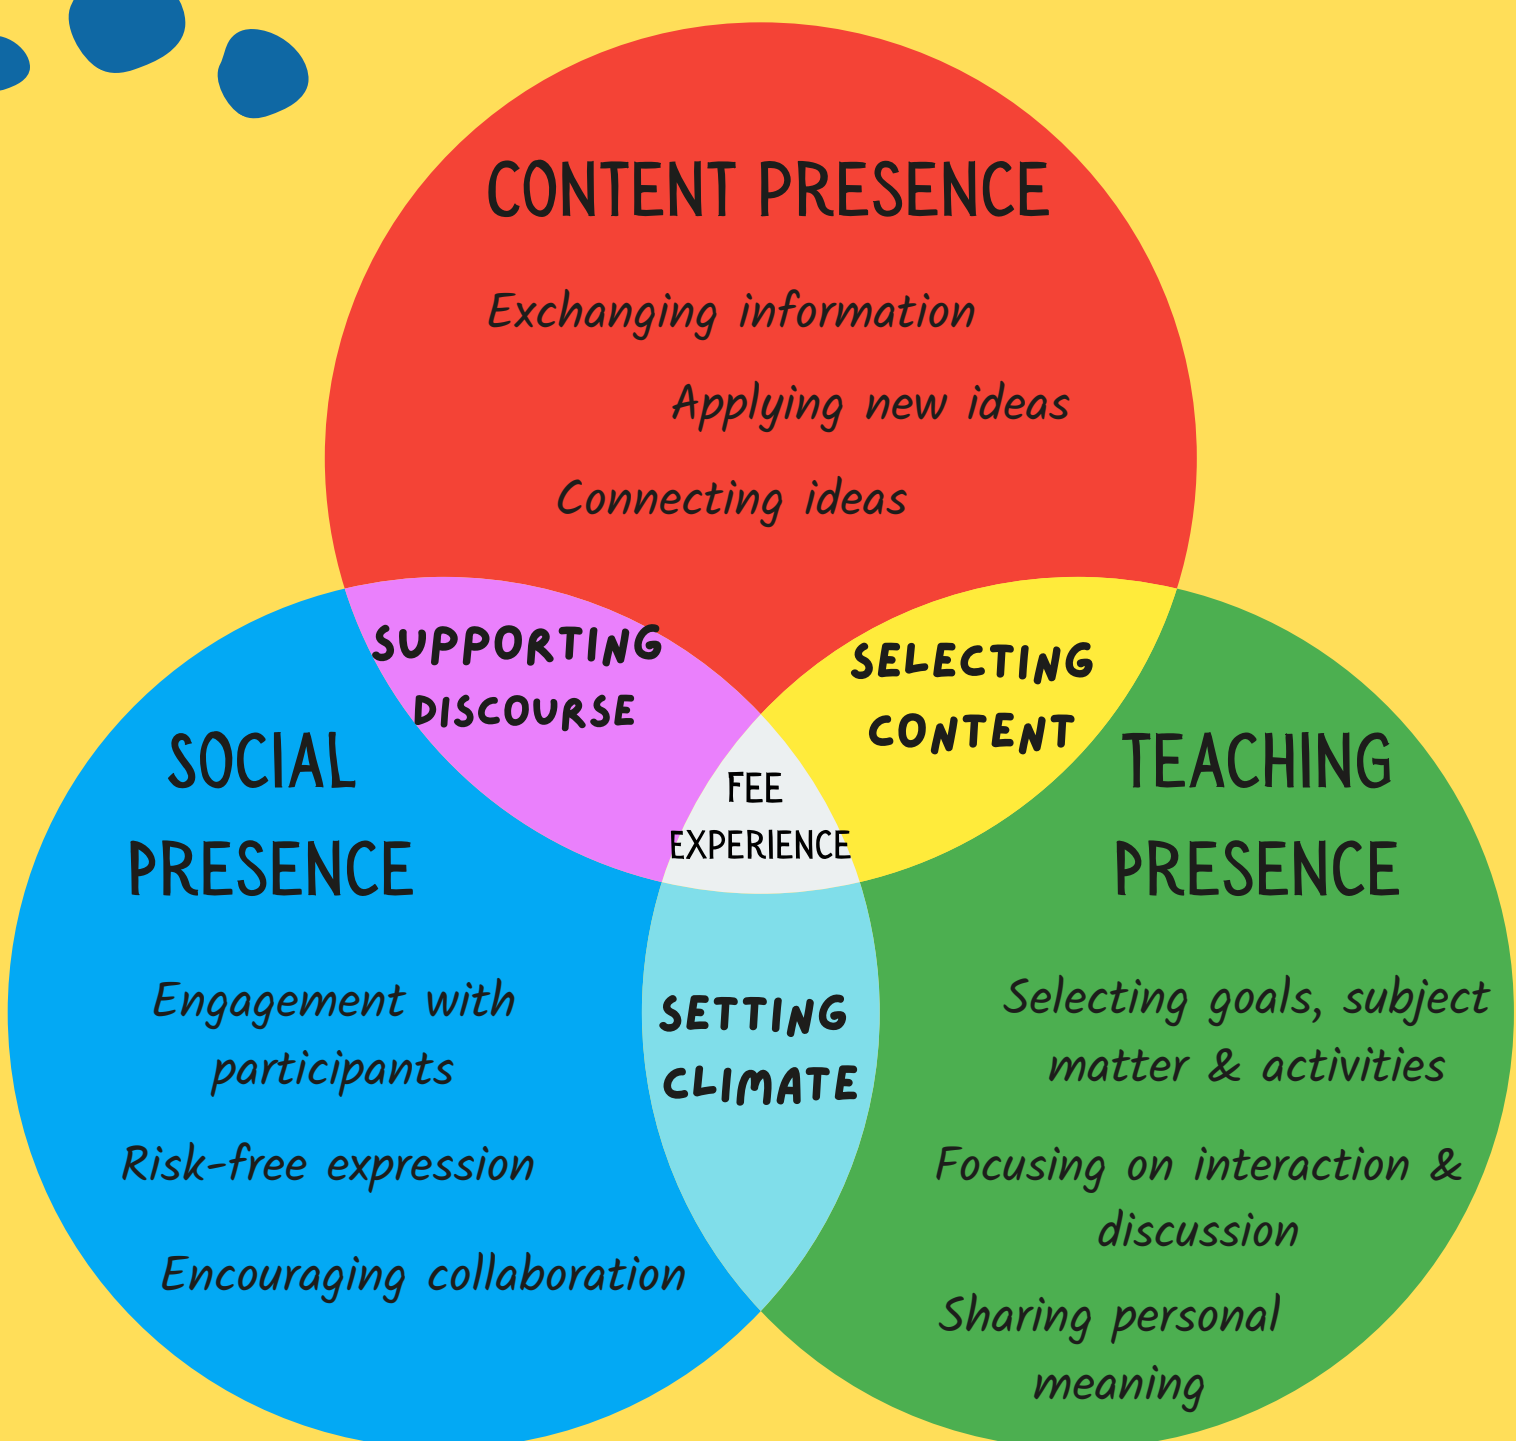 CONTENT PRESENCE
Exchanging information
Applying new ideas
Connecting ideas
SUPPORTING
DISCOURSE
SELECTING
CONTENT
FEE
EXPERIENCE
SOCIAL
PRESENCE
Engagement with
participants
Risk-free expression
Encouraging collaboration
SETTING
CLIMATE
TEACHING
PRESENCE
Selecting goals, subject
matter & activities
Focusing on interaction &
discussion
Sharing personal
meaning